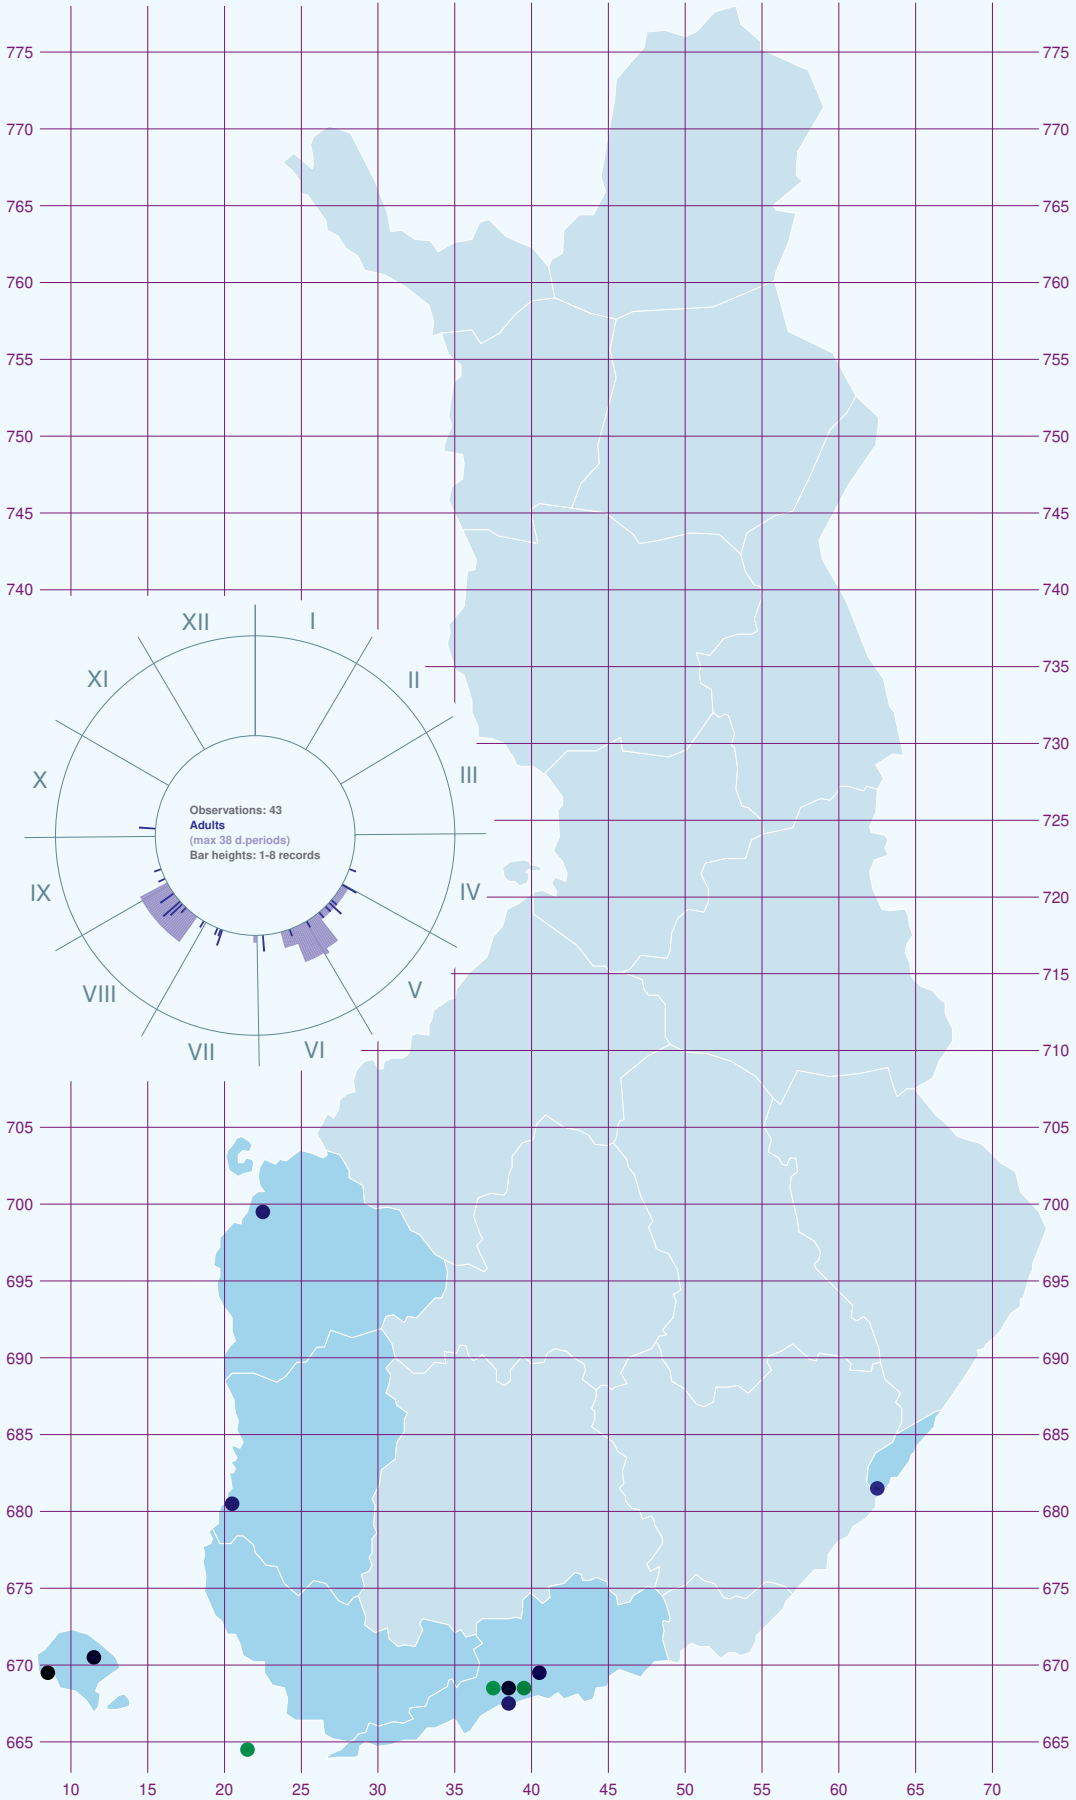 775 775
770 770
765 765
760 760
755 755
750 750
745 745
740 740
XII I
735
XI II
730
X III
Observations: 43
Adults
725
(max 38 d.periods)
Bar heights: 1-8 records
IX IV
720
VIII V
715
VII VI
710
705 705
700 700
695 695
690 690
685 685
680 680
675 675
670 670
665 665
10 15 20 25 30 35 40 45 50 55 60 65 70